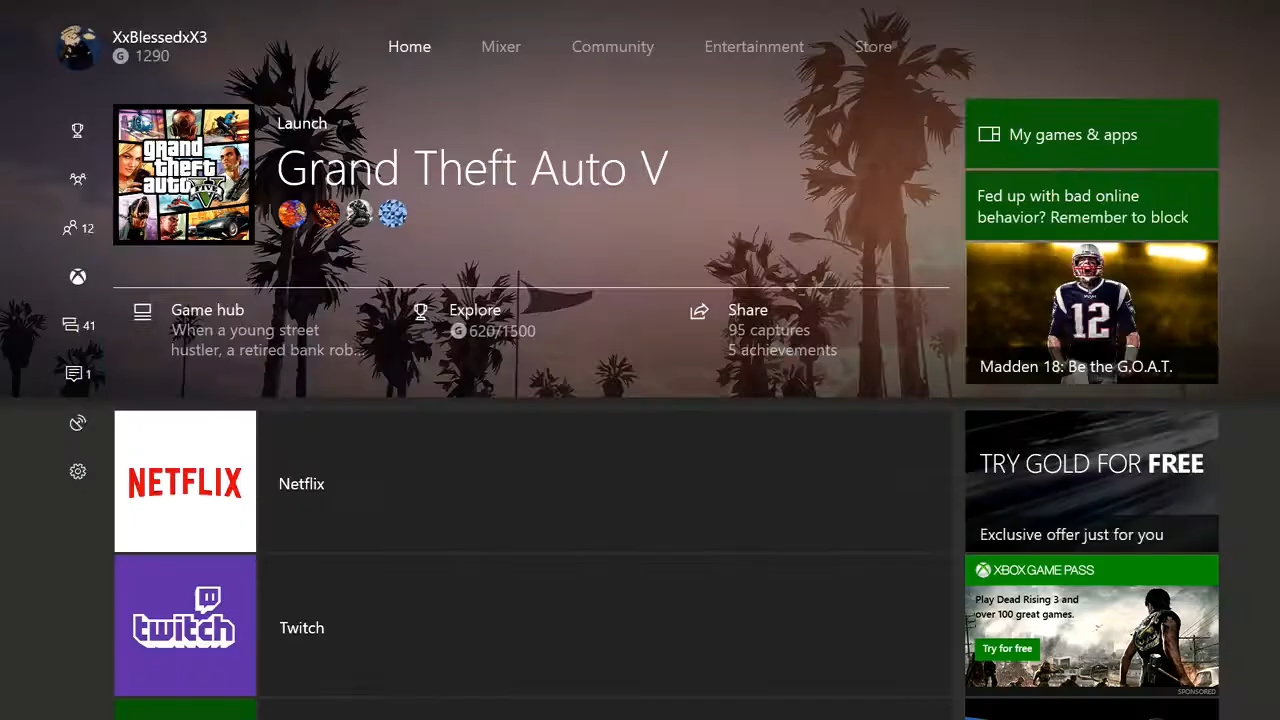 XxBlessedxX3
G 1290
Home
Mixer
Community
Entertainment
Store
12
41
1
grand
theft
auto
V
Launch
Grand Theft Auto V
Game hub
When a young street
hustler, a retired bank rob...
Explore
G 620/1500
Share
95 captures
5 achievements
My games & apps
Fed up with bad online
behavior? Remember to block
12
Madden 18: Be the G.O.A.T.
NETFLIX
Netflix
twitch
Twitch
TRY GOLD FOR FREE
Exclusive offer just for you
XBOX GAME PASS
Play Dead Rising 3 and
over 100 great games.
Try for free
SPONSORED